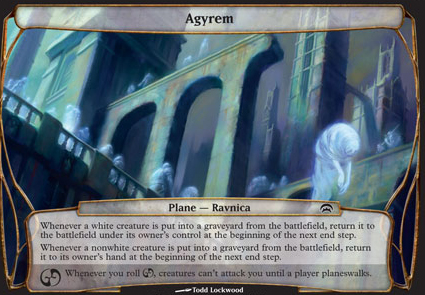 Agyrem
Plane — Ravnica
Whenever a white creature is put into a graveyard from the battlefield, return it to
the battlefield under its owner's control at the beginning of the next end step.
Whenever a nonwhite creature is put into a graveyard from the battlefield, return
it to its owner's hand at the beginning of the next end step.
Whenever you roll , creatures can't attack you until a player planeswalks.
Todd Lockwood